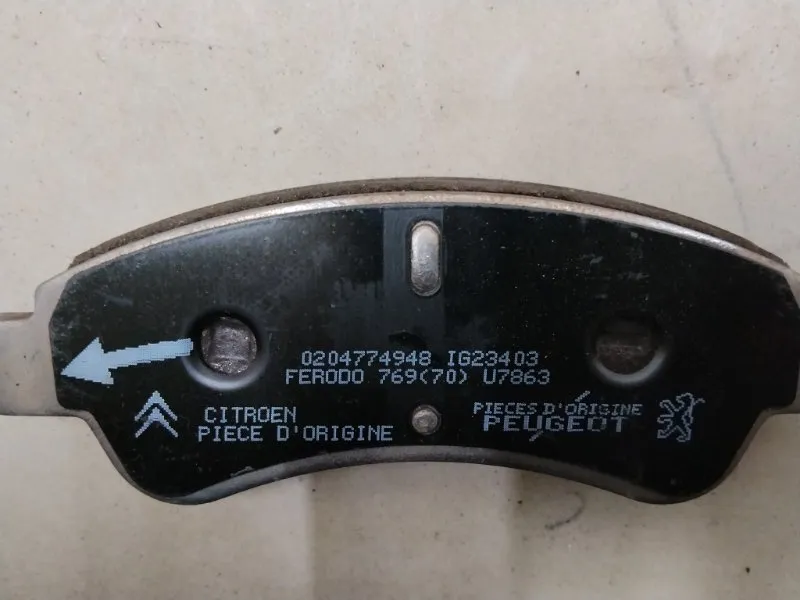 0204774948 IG23403
FERODO 769(70) U7863
CITROEN
PIECE D'ORIGINE
PIECES D'ORIGINE
PEUGEOT